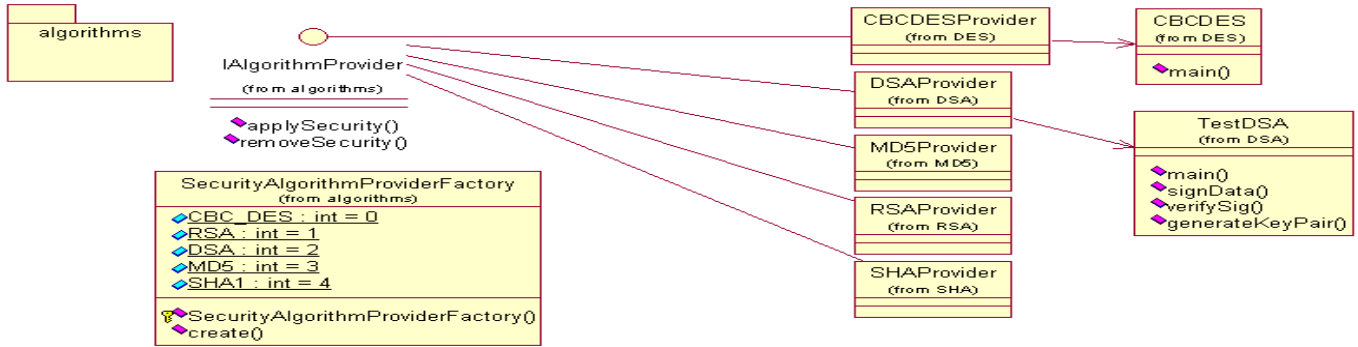 algorithms
IAlgorithmProvider
(from algorithms)
applySecurity()
removeSecurity()
SecurityAlgorithmProviderFactory
(from algorithms)
CBC_DES : int = 0
RSA : int = 1
DSA : int = 2
MD5 : int = 3
SHA1 : int = 4
SecurityAlgorithmProviderFactory()
create()
CBCDESProvider
(from DES)
DSAProvider
(from DSA)
MD5Provider
(from MD5)
RSAProvider
(from RSA)
SHAProvider
(from SHA)
CBCDES
(from DES)
main()
TestDSA
(from DSA)
main()
signData()
verifySig()
generateKeyPair()